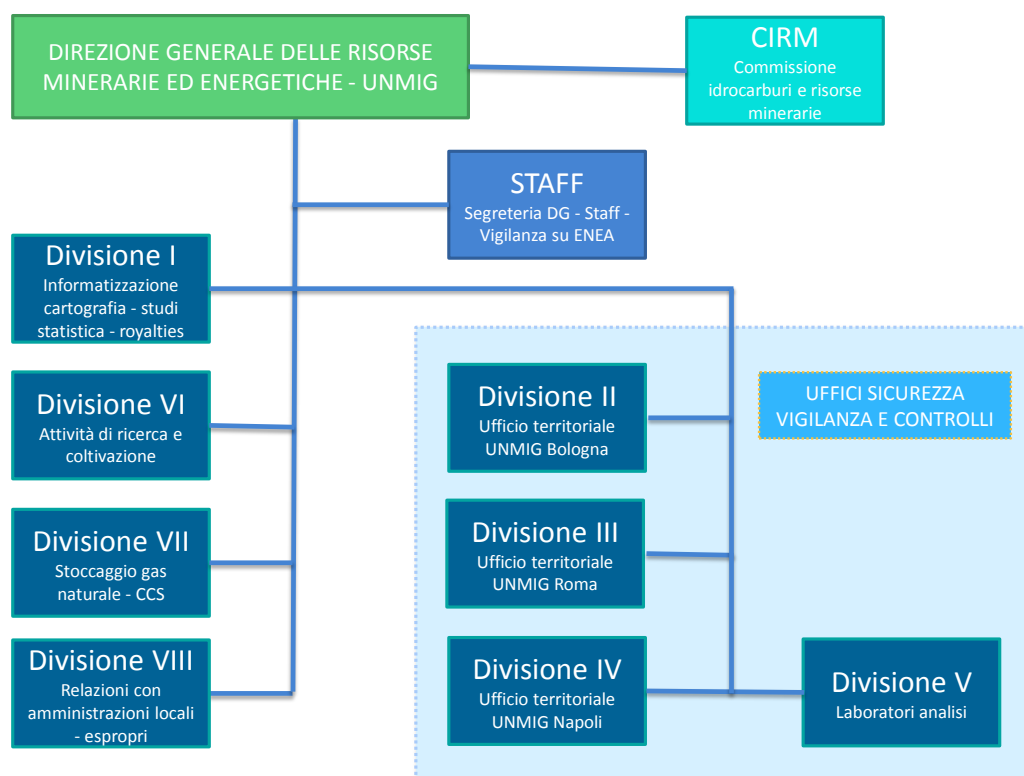 DIREZIONE GENERALE DELLE RISORSE
MINERARIE ED ENERGETICHE - UNMIG
CIRM
Commissione
idrocarburi e risorse
minerarie
STAFF
Segreteria DG - Staff -
Vigilanza su ENEA
Divisione I
Informatizzazione
cartografia - studi
statistica - royalties
Divisione VI
Attività di ricerca e
coltivazione
Divisione VII
Stoccaggio gas
naturale - CCS
Divisione VIII
Relazioni con
amministrazioni locali
- espropri
UFFICI SICUREZZA
VIGILANZA E CONTROLLI
Divisione II
Ufficio territoriale
UNMIG Bologna
Divisione III
Ufficio territoriale
UNMIG Roma
Divisione IV
Ufficio territoriale
UNMIG Napoli
Divisione V
Laboratori analisi